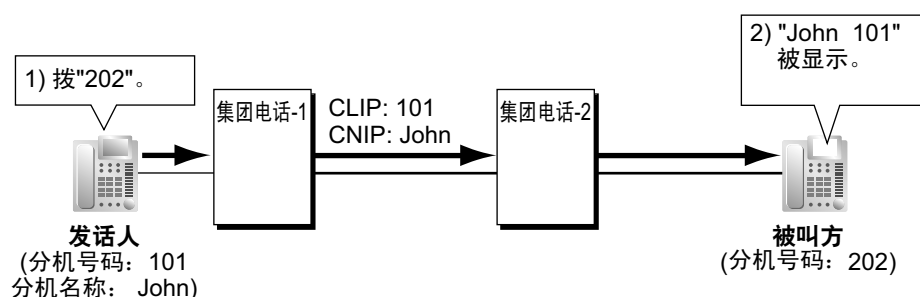 1) 拨"202"。
2) "John 101"
被显示。
集团电话-1
CLIP: 101
CNIP: John
集团电话-2
发话人
(分机号码：101
分机名称： John)
被叫方
(分机号码：202)